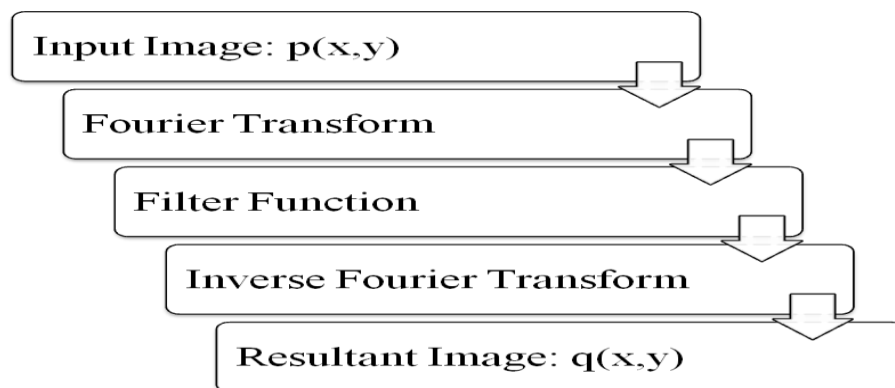 Input Image: p(x,y)
Fourier Transform
Filter Function
Inverse Fourier Transform
Resultant Image: q(x,y)